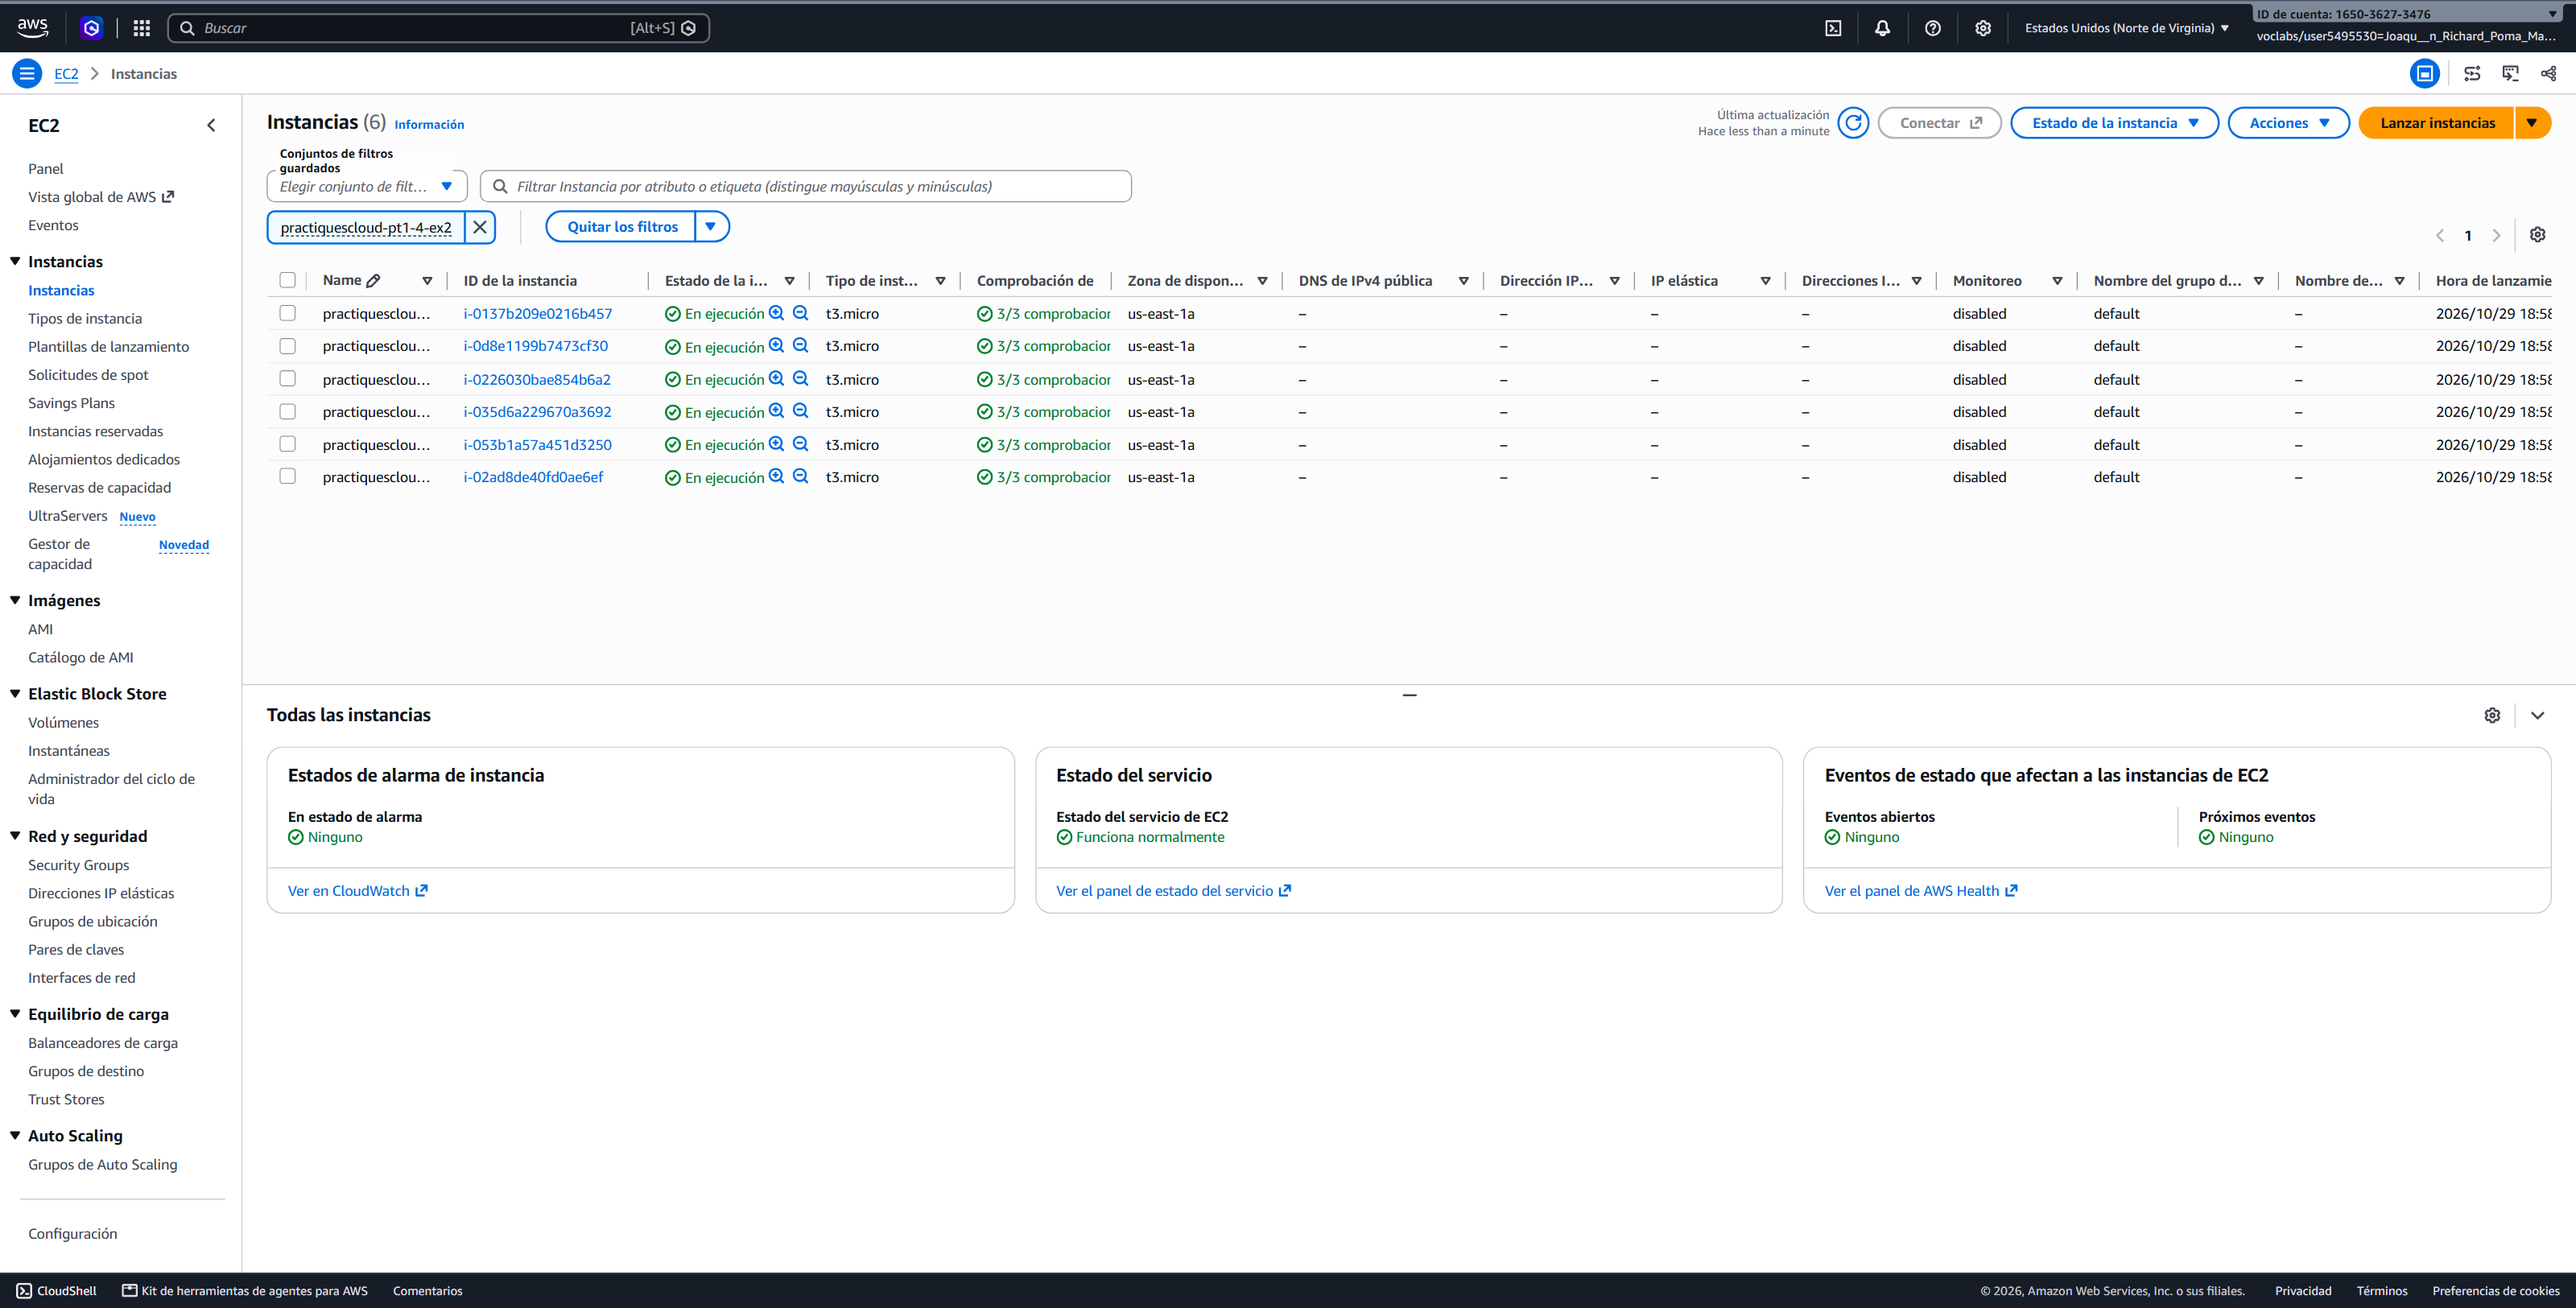 aws
Buscar
[Alt+S]
Estados Unidos (Norte de Virginia)
ID de cuenta: 1650-3627-3476
voclabs/user5495530=Joaqu__n_Richard_Poma_Ma...
EC2
Instancias
EC2
Panel
Vista global de AWS
Eventos
Instancias
Instancias
Tipos de instancia
Plantillas de lanzamiento
Solicitudes de spot
Savings Plans
Instancias reservadas
Alojamientos dedicados
Reservas de capacidad
UltraServers Nuevo
Gestor de capacidad Novedad
Imágenes
AMI
Catálogo de AMI
Elastic Block Store
Volúmenes
Instantáneas
Administrador del ciclo de
vida
Red y seguridad
Security Groups
Direcciones IP elásticas
Grupos de ubicación
Pares de claves
Interfaces de red
Equilibrio de carga
Balanceadores de carga
Grupos de destino
Trust Stores
Auto Scaling
Grupos de Auto Scaling
Configuración
Instancias (6) Información
Última actualización
Hace less than a minute
Conectar
Estado de la instancia
Acciones
Lanzar instancias
Conjuntos de filtros
guardados
Elegir conjunto de filt...
Filtrar Instancia por atributo o etiqueta (distingue mayúsculas y minúsculas)
practiquescloud-pt1-4-ex2
Quitar los filtros
1
Name ID de la instancia Estado de la i... Tipo de inst... Comprobación de Zona de dispon... DNS de IPv4 pública Dirección IP... IP elástica Direcciones I... Monitoreo Nombre del grupo d... Nombre de... Hora de lanzamie
practiquesclou... i-0137b209e0216b457 En ejecución t3.micro 3/3 comprobacior us-east-1a – – – – disabled default – 2026/10/29 18:58
practiquesclou... i-0d8e1199b7473cf30 En ejecución t3.micro 3/3 comprobacior us-east-1a – – – – disabled default – 2026/10/29 18:58
practiquesclou... i-0226030bae854b6a2 En ejecución t3.micro 3/3 comprobacior us-east-1a – – – – disabled default – 2026/10/29 18:58
practiquesclou... i-035d6a229670a3692 En ejecución t3.micro 3/3 comprobacior us-east-1a – – – – disabled default – 2026/10/29 18:58
practiquesclou... i-053b1a57a451d3250 En ejecución t3.micro 3/3 comprobacior us-east-1a – – – – disabled default – 2026/10/29 18:58
practiquesclou... i-02ad8de40fd0ae6ef En ejecución t3.micro 3/3 comprobacior us-east-1a – – – – disabled default – 2026/10/29 18:58
Todas las instancias
Estados de alarma de instancia
En estado de alarma
Ninguno
Ver en CloudWatch
Estado del servicio
Estado del servicio de EC2
Funciona normalmente
Ver el panel de estado del servicio
Eventos de estado que afectan a las instancias de EC2
Eventos abiertos
Ninguno
Próximos eventos
Ninguno
Ver el panel de AWS Health
CloudShell
Kit de herramientas de agentes para AWS
Comentarios
© 2026, Amazon Web Services, Inc. o sus filiales.
Privacidad
Términos
Preferencias de cookies